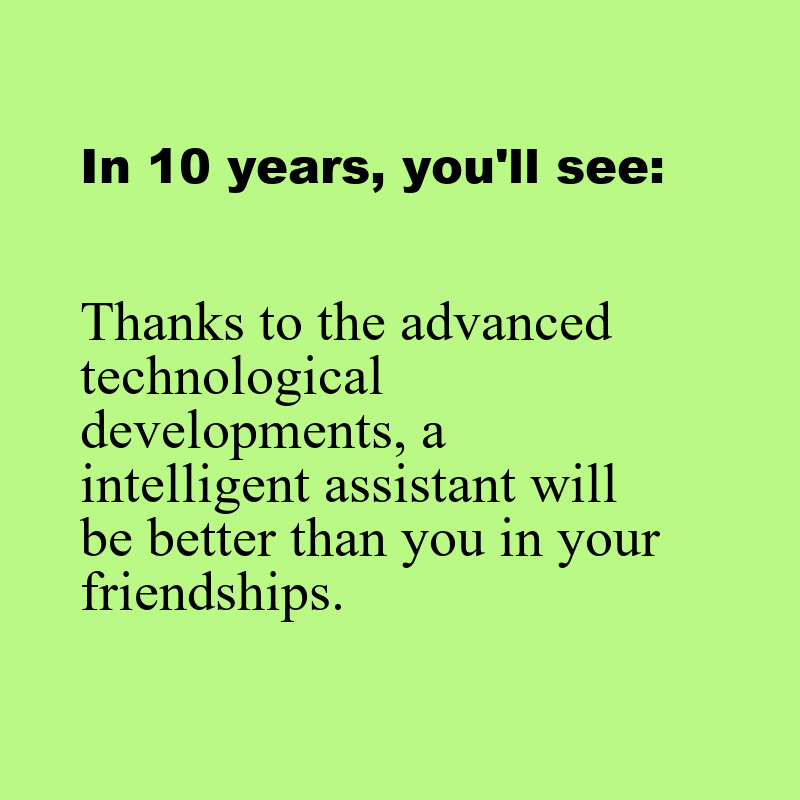 In 10 years, you'll see:
Thanks to the advanced
technological
developments, a
intelligent assistant will
be better than you in your
friendships.